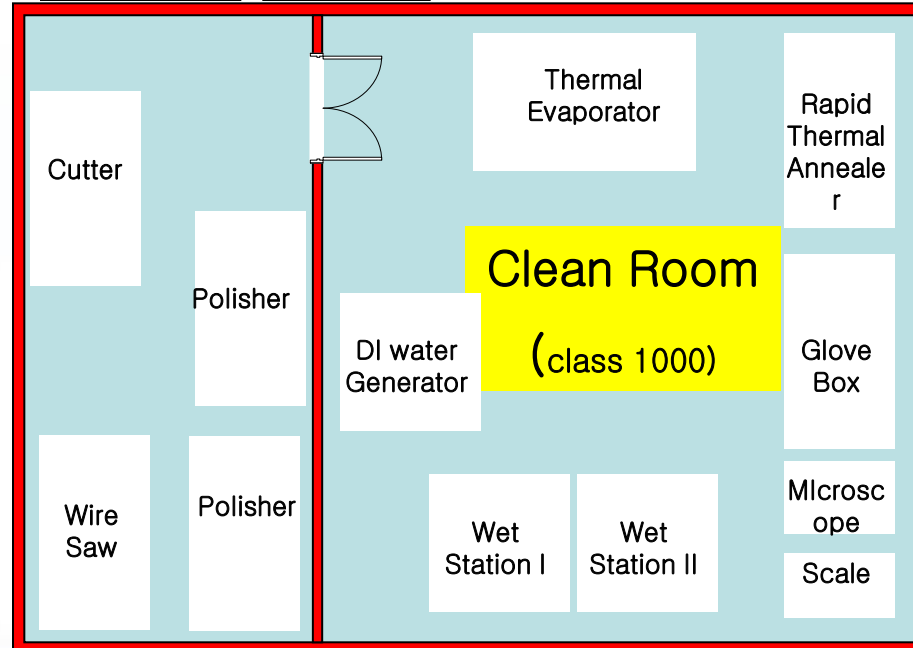 Cutter
Polisher
Wire
Saw
Polisher
Thermal
Evaporator
Rapid
Thermal
Anneale
r
Clean Room
(class 1000)
DI water
Generator
Glove
Box
Wet
Station I
Wet
Station II
MIcrosc
ope
Scale